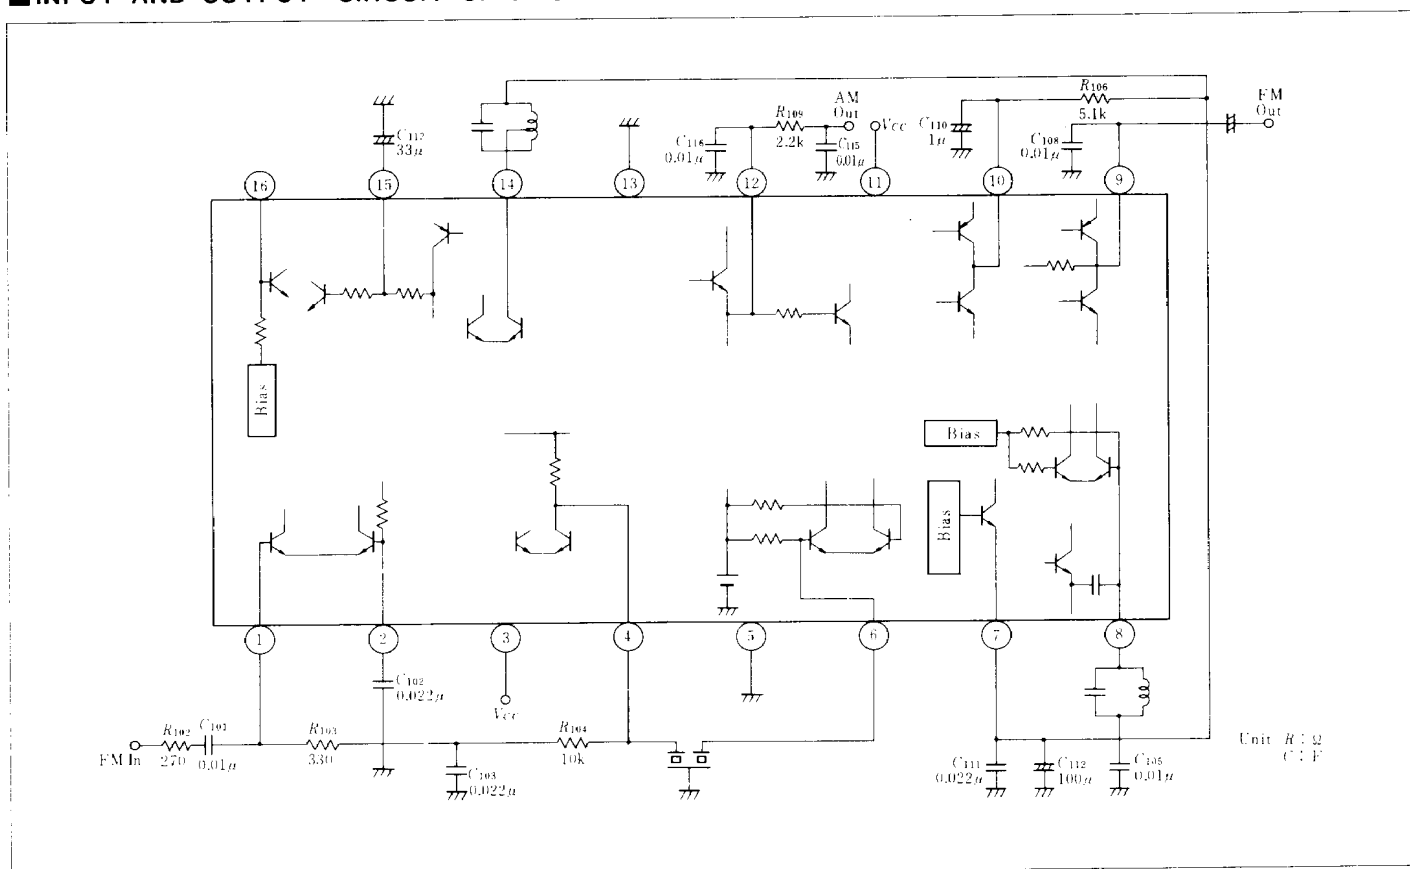 INPUT AND OUTPUT
R106
5.1k
AM
Out
FM
Out
R109
2.2k
Vcc
C110
1μ
C112
33μ
C116
0.01μ
C115
0.01μ
C108
0.01μ
16
15
14
13
12
11
10
9
Bias
Bias
Bias
1
2
3
4
5
6
7
8
C102
0.022μ
Vcc
R102
270
C101
0.01μ
R103
330
R104
10k
FM In
C103
0.022μ
C111
0.022μ
C112
100μ
C105
0.01μ
Unit R : Ω
C : F